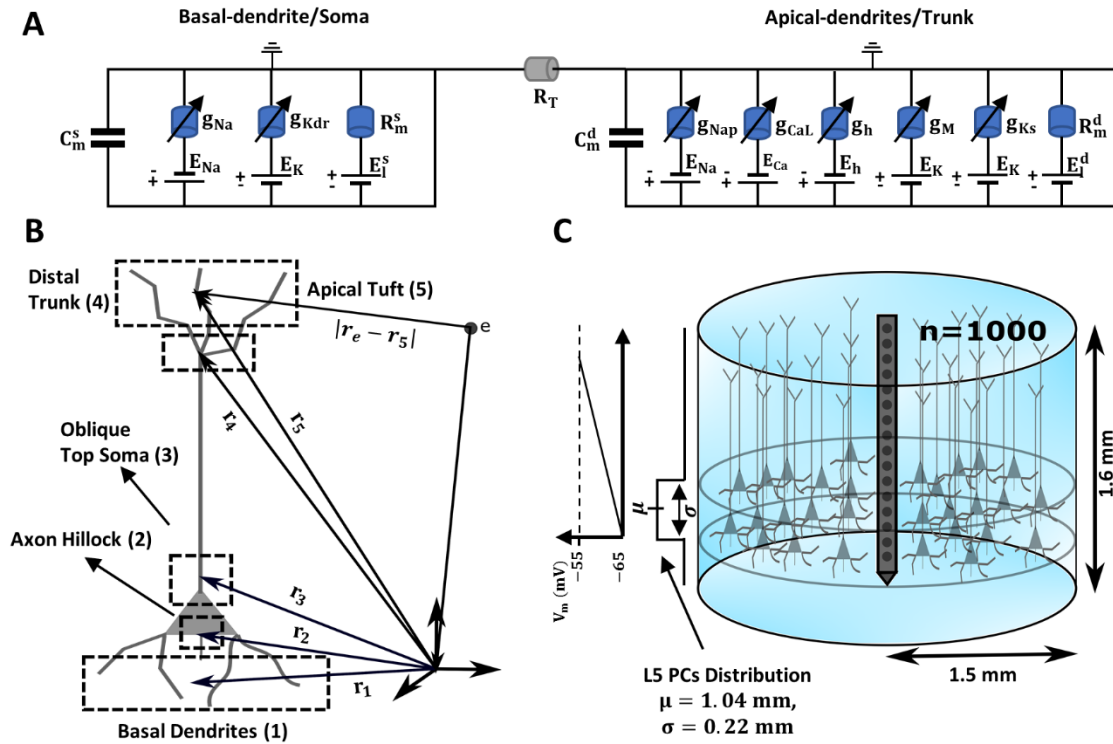 A
Basal-dendrite/Soma
Apical-dendrites/Trunk
R_T
C_m^s
g_Na
g_Kdr
R_m^s
C_m^d
g_Nap
g_CaL
g_h
g_M
g_Ks
R_m^d
E_Na
E_K
E_l^s
E_Na
E_Ca
E_h
E_K
E_K
E_l^d
- +
+ -
+ -
- +
- +
+ -
+ -
+ -
+ -
B
Distal
Trunk (4)
Apical Tuft (5)
e
|r_e − r_5|
r_5
r_4
Oblique
Top Soma (3)
Axon Hillock (2)
r_3
r_2
r_1
Basal Dendrites (1)
C
n=1000
1.6 mm
μ
σ
−55
−65
V_m (mV)
1.5 mm
L5 PCs Distribution
μ = 1.04 mm,
σ = 0.22 mm